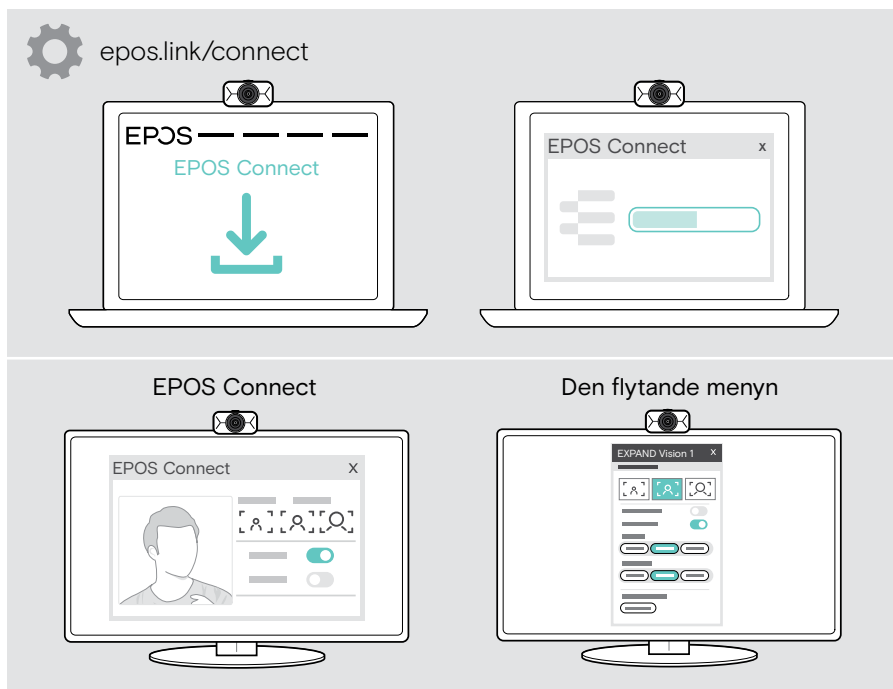 epos.link/connect
EPOS
EPOS Connect
EPOS Connect x
EPOS Connect
Den flytande menyn
EPOS Connect x
EXPAND Vision 1 x